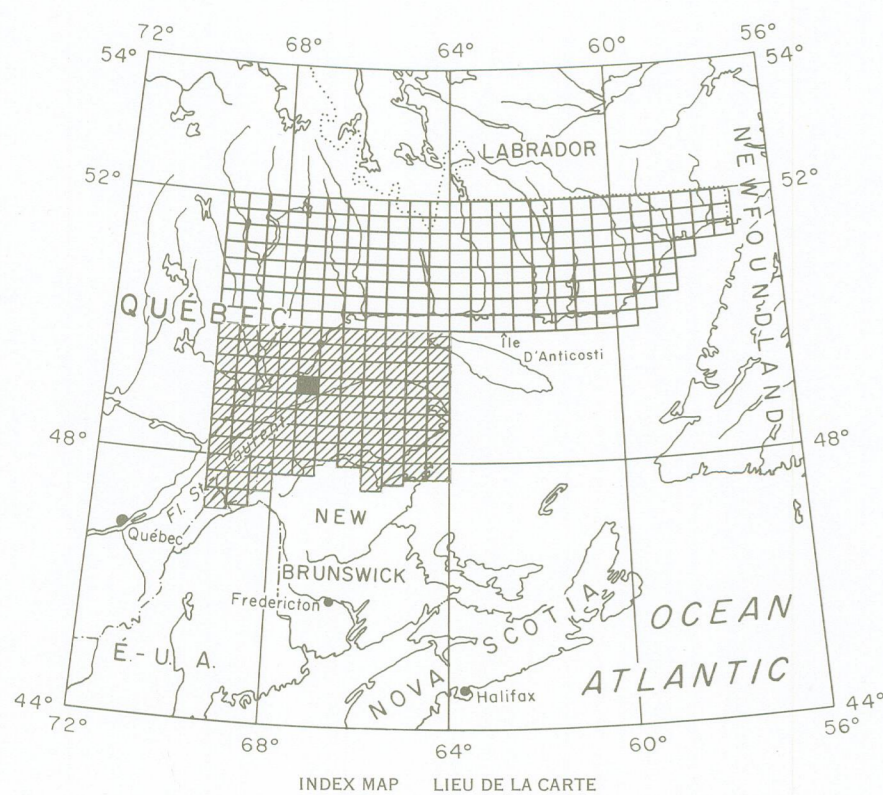 72° 68° 64° 60° 56°
54° 54°
LABRADOR
52° 52°
NEWFOUNDLAND
QUÉBEC
Île
D'Anticosti
Fl. St-Laurent
48° 48°
Québec
NEW
BRUNSWICK
Fredericton
É.-U. A.
NOVA SCOTIA
Halifax
OCEAN
ATLANTIC
44° 44°
72° 68° 64° 60° 56°
INDEX MAP LIEU DE LA CARTE